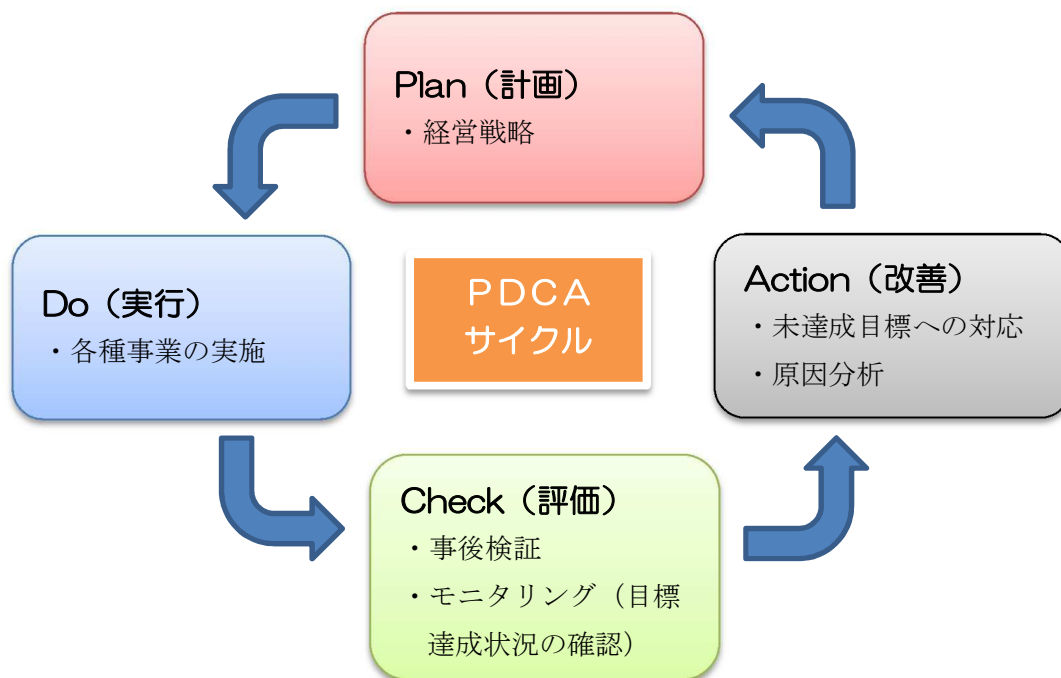 Plan（計画）
・経営戦略
Do（実行）
・各種事業の実施
ＰＤＣＡ
サイクル
Action（改善）
・未達成目標への対応
・原因分析
Check（評価）
・事後検証
・モニタリング（目標
達成状況の確認）